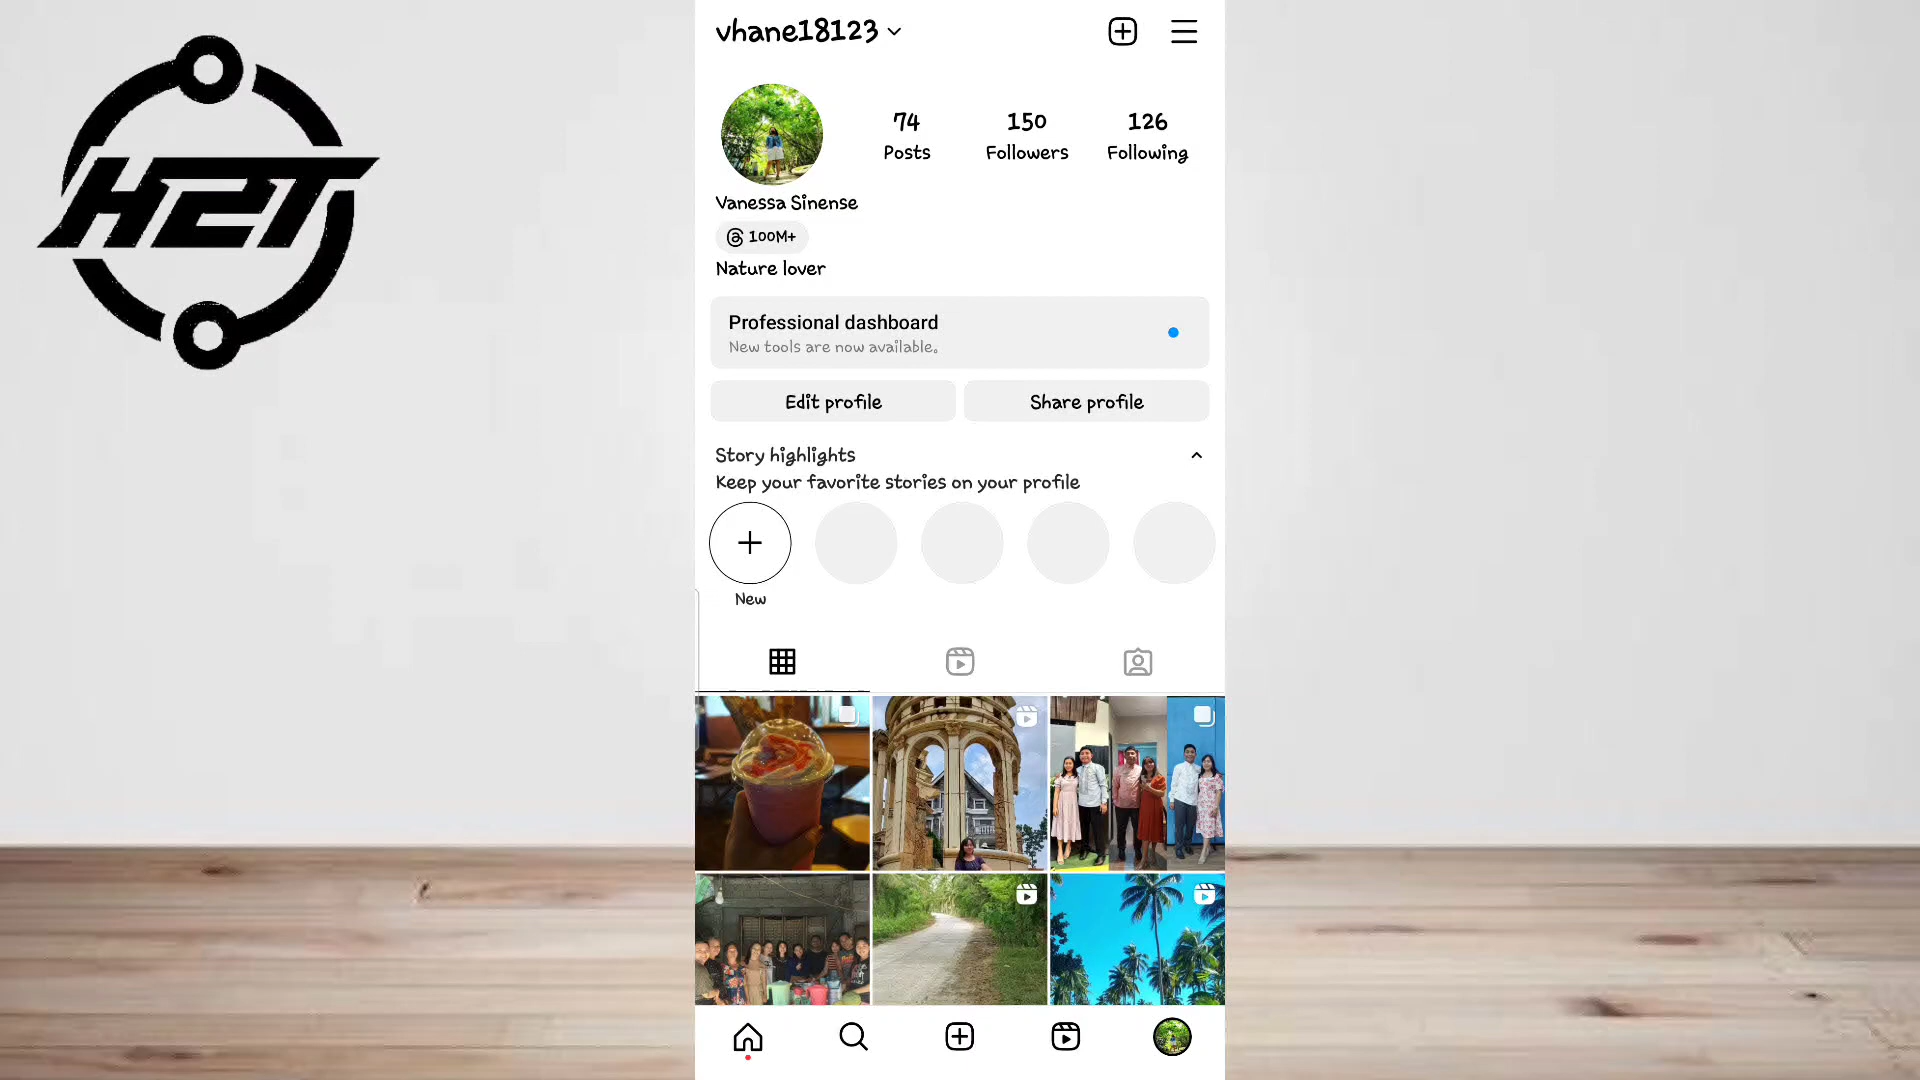 H2T
vhane18123
74
Posts
150
Followers
126
Following
Vanessa Sinense
100M+
Nature lover
Professional dashboard
New tools are now available.
Edit profile
Share profile
Story highlights
Keep your favorite stories on your profile
New